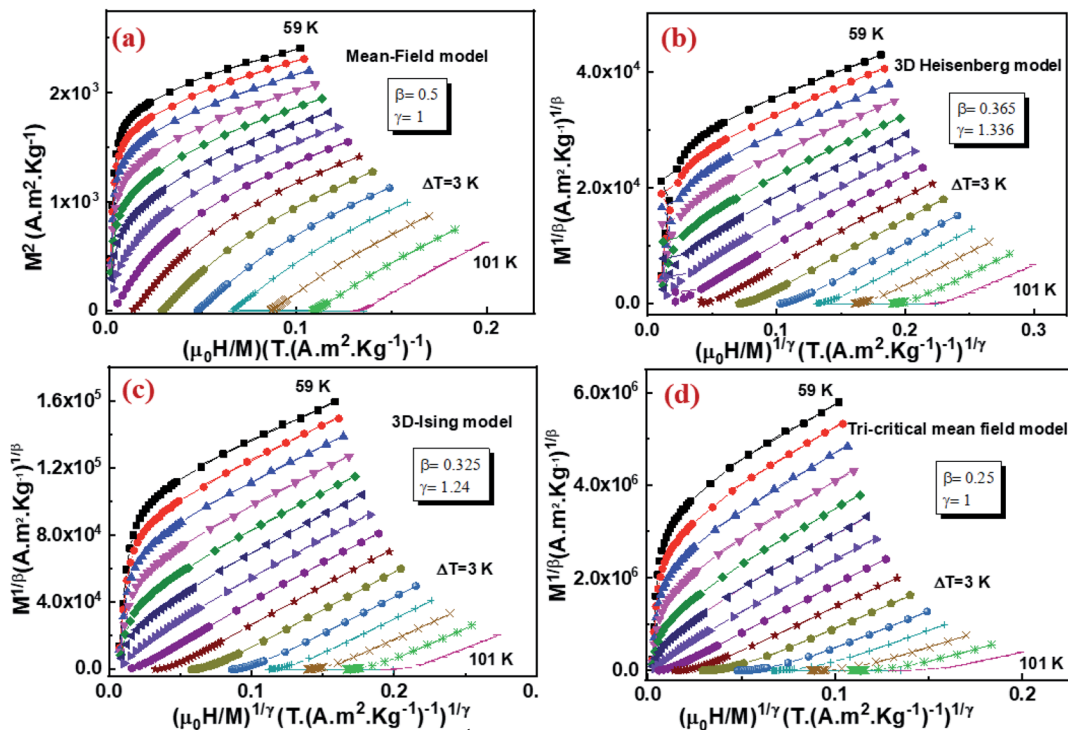 (a)
59 K
Mean-Field model
β= 0.5
γ= 1
ΔT=3 K
101 K
2x10³
1x10³
0
0.0 0.1 0.2
M² (A.m².Kg⁻¹)
(μ₀H/M)(T.(A.m².Kg⁻¹)⁻¹)
(b)
59 K
3D Heisenberg model
β= 0.365
γ= 1.336
ΔT=3 K
101 K
4.0x10⁴
2.0x10⁴
0.0
0.0 0.1 0.2 0.3
M¹/β(A.m².Kg⁻¹)¹/β
(μ₀H/M)¹/γ (T.(A.m².Kg⁻¹)⁻¹)¹/γ
(c)
59 K
3D-Ising model
β= 0.325
γ= 1.24
ΔT=3 K
101 K
1.6x10⁵
1.2x10⁵
8.0x10⁴
4.0x10⁴
0.0
0.0 0.1 0.2 0.
M¹/β(A.m².Kg⁻¹)¹/β
(μ₀H/M)¹/γ (T.(A.m².Kg⁻¹)⁻¹)¹/γ
(d)
59 K
Tri-critical mean field model
β= 0.25
γ= 1
ΔT=3 K
101 K
6.0x10⁶
4.0x10⁶
2.0x10⁶
0.0
0.0 0.1 0.2
M¹/β(A.m².Kg⁻¹)¹/β
(μ₀H/M)¹/γ (T.(A.m².Kg⁻¹)⁻¹)¹/γ